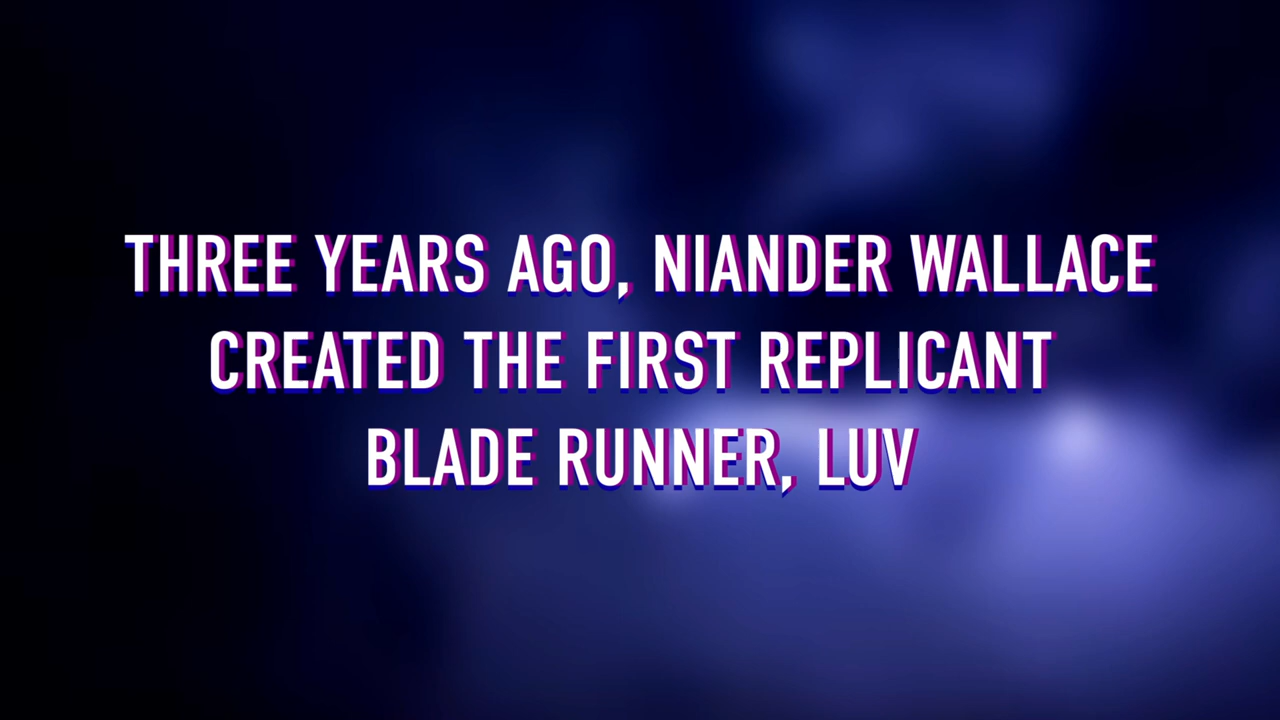 THREE YEARS AGO, NIANDER WALLACE
CREATED THE FIRST REPLICANT
BLADE RUNNER, LUV